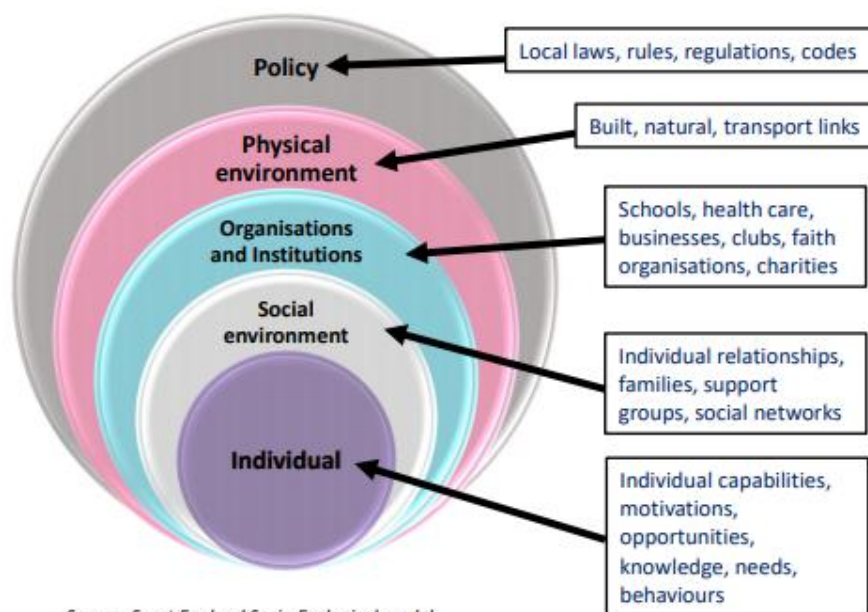 Policy
Local laws, rules, regulations, codes
Physical
environment
Built, natural, transport links
Organisations
and Institutions
Schools, health care,
businesses, clubs, faith
organisations, charities
Social
environment
Individual relationships,
families, support
groups, social networks
Individual
Individual capabilities,
motivations,
opportunities,
knowledge, needs,
behaviours